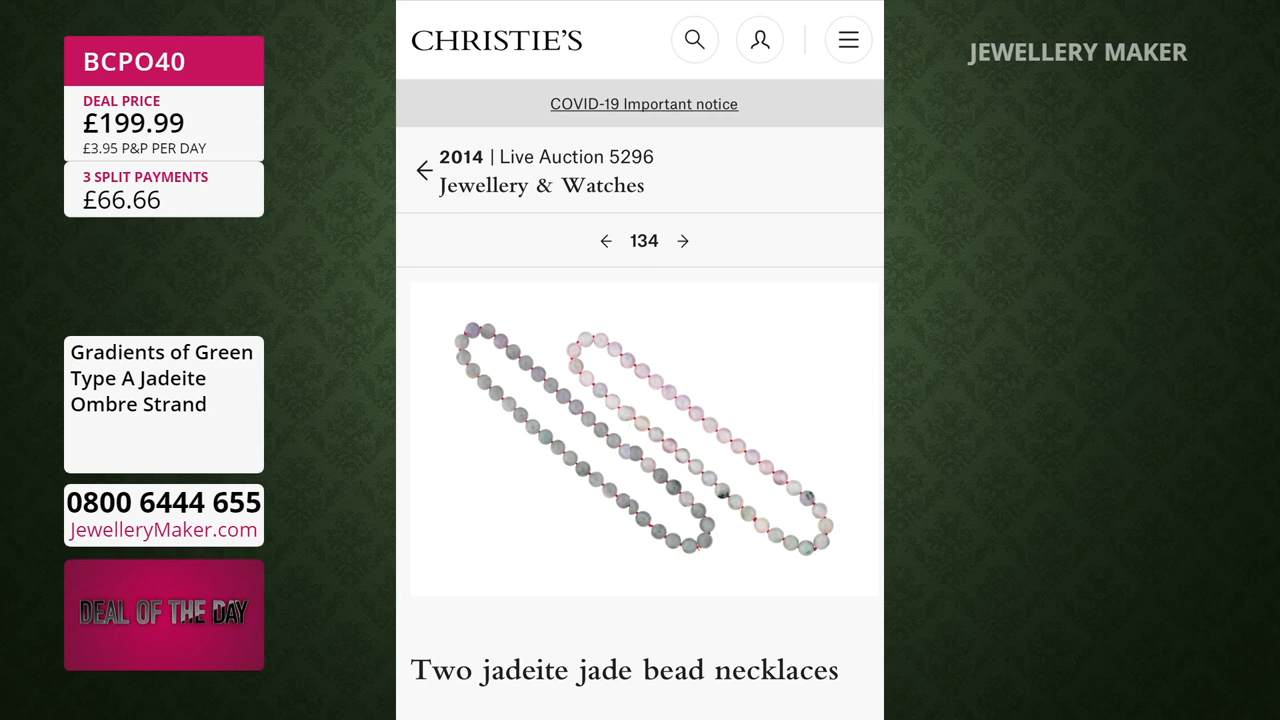 BCPO40
DEAL PRICE
£199.99
£3.95 P&P PER DAY
3 SPLIT PAYMENTS
£66.66
Gradients of Green
Type A Jadeite
Ombre Strand
0800 6444 655
JewelleryMaker.com
DEAL OF THE DAY
CHRISTIE'S
COVID-19 Important notice
2014 | Live Auction 5296
Jewellery & Watches
134
Two jadeite jade bead necklaces
JEWELLERY MAKER